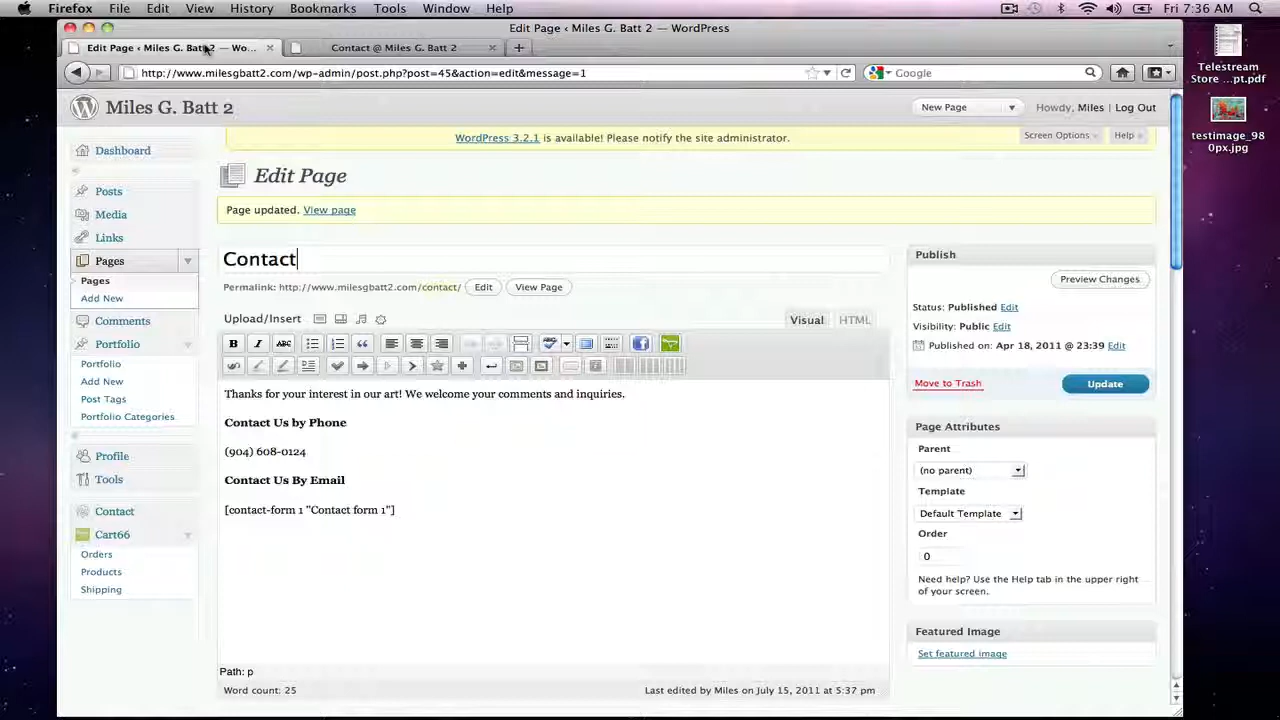 Firefox File Edit View History Bookmarks Tools Window Help Fri 7:36 AM
Edit Page ‹ Miles G. Batt 2 — WordPress
Edit Page ‹ Miles G. Batt 2 — Wo... Contact @ Miles G. Batt 2
http://www.milesgbatt2.com/wp-admin/post.php?post=45&action=edit&message=1 Google
Telestream
Store ...pt.pdf
testimage_98
0px.jpg
Miles G. Batt 2 New Page Howdy, Miles | Log Out
WordPress 3.2.1 is available! Please notify the site administrator. Screen Options Help
Dashboard
Posts
Media
Links
Pages
Pages
Add New
Comments
Portfolio
Portfolio
Add New
Post Tags
Portfolio Categories
Profile
Tools
Contact
Cart66
Orders
Products
Shipping
Edit Page
Page updated. View page
Contact
Permalink: http://www.milesgbatt2.com/contact/ Edit View Page
Upload/Insert Visual HTML
B I ABC
Thanks for your interest in our art! We welcome your comments and inquiries.
Contact Us by Phone
(904) 608-0124
Contact Us By Email
[contact-form 1 "Contact form 1"]
Path: p
Word count: 25 Last edited by Miles on July 15, 2011 at 5:37 pm
Publish
Preview Changes
Status: Published Edit
Visibility: Public Edit
Published on: Apr 18, 2011 @ 23:39 Edit
Move to Trash Update
Page Attributes
Parent
(no parent)
Template
Default Template
Order
0
Need help? Use the Help tab in the upper right
of your screen.
Featured Image
Set featured image